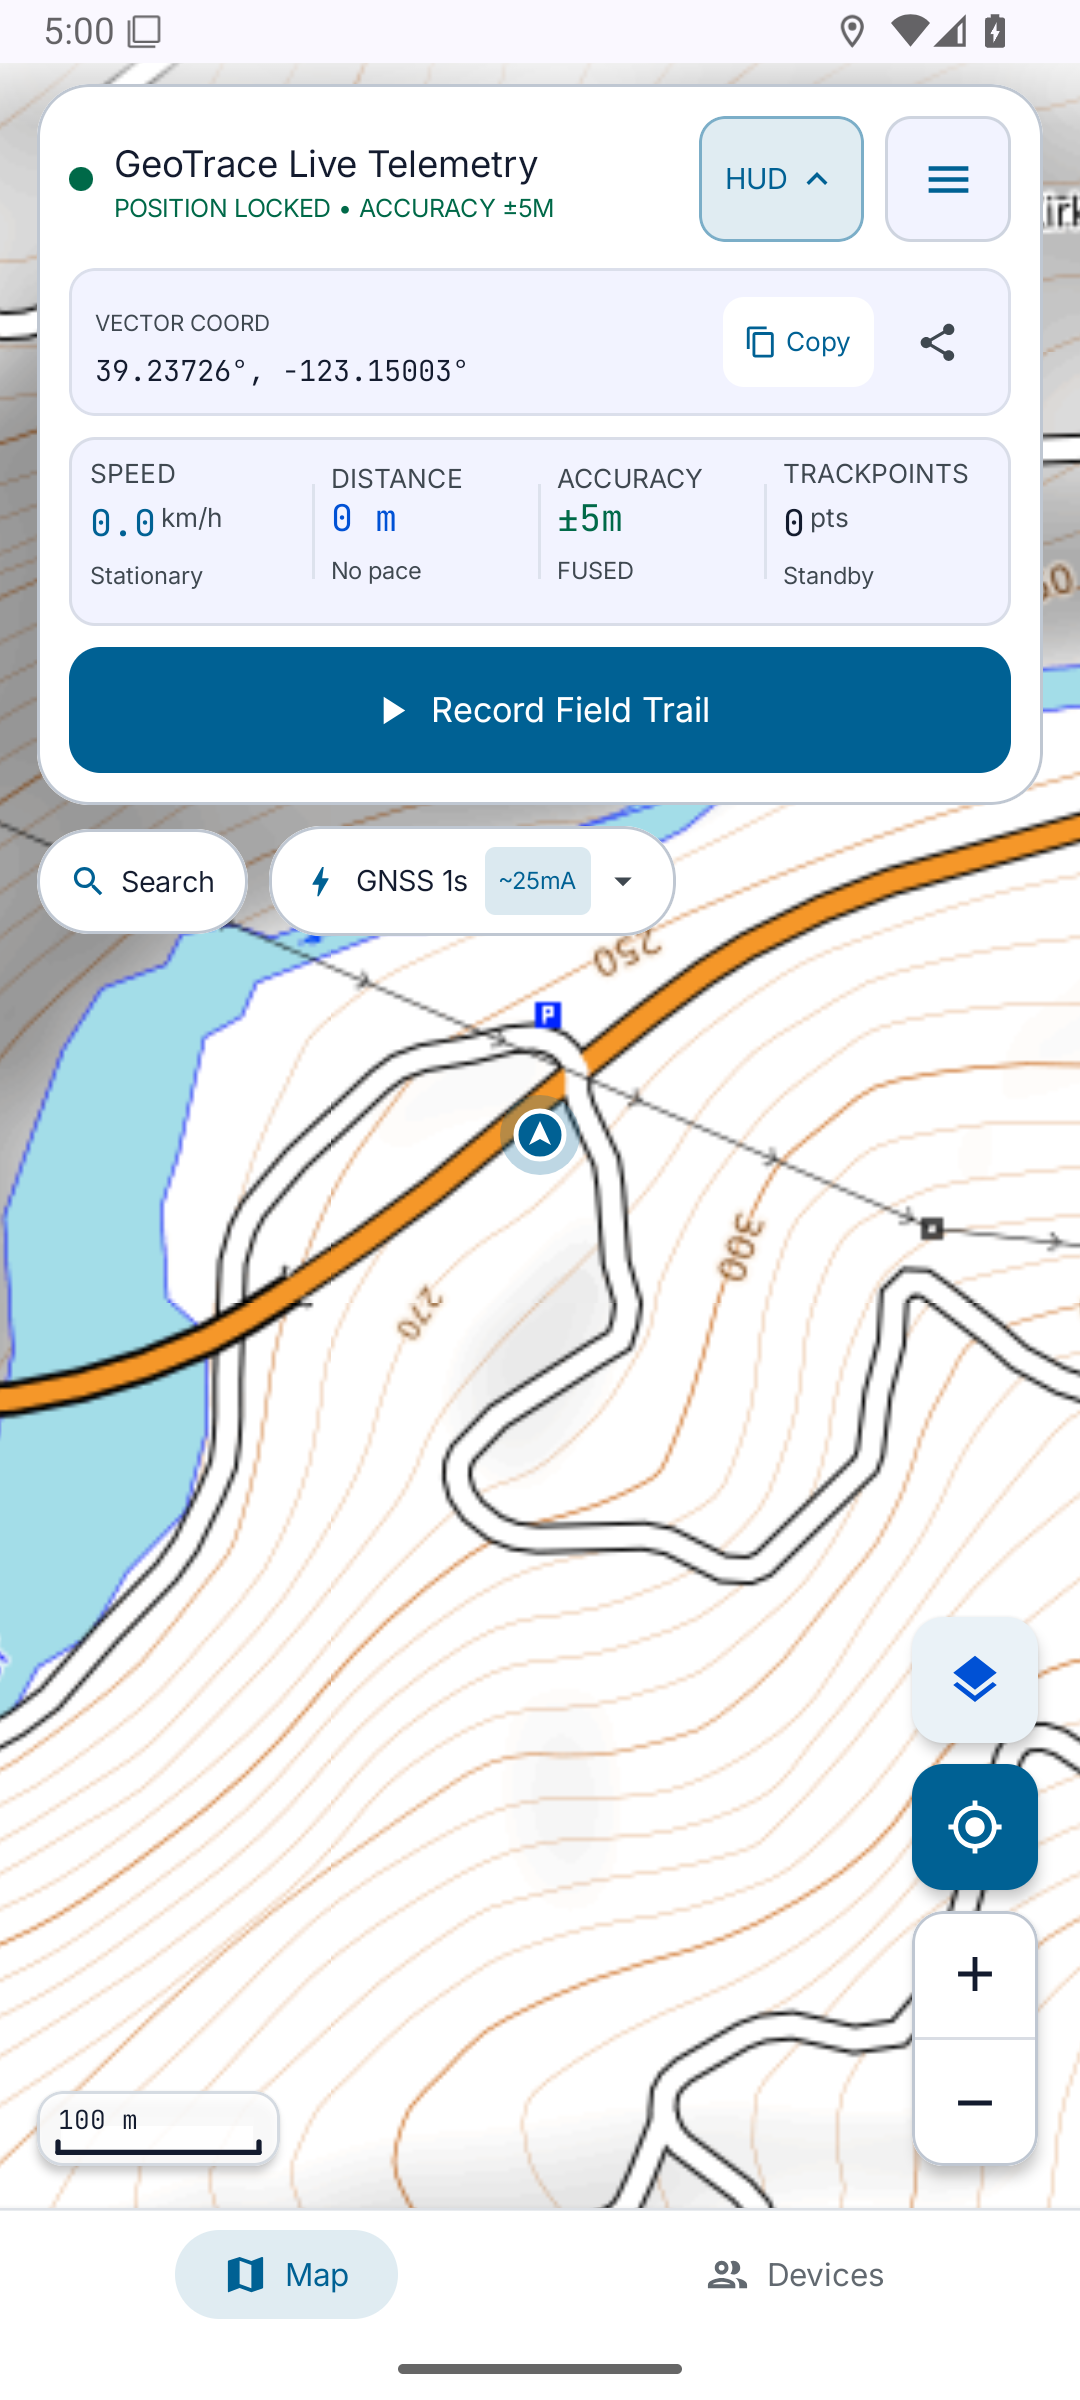 5:00
GeoTrace Live Telemetry
POSITION LOCKED • ACCURACY ±5M
HUD
VECTOR COORD
39.23726°, -123.15003°
Copy
SPEED
0.0 km/h
Stationary
DISTANCE
0 m
No pace
ACCURACY
±5m
FUSED
TRACKPOINTS
0 pts
Standby
Record Field Trail
Search
GNSS 1s
~25mA
250
P
300
270
100 m
Map
Devices